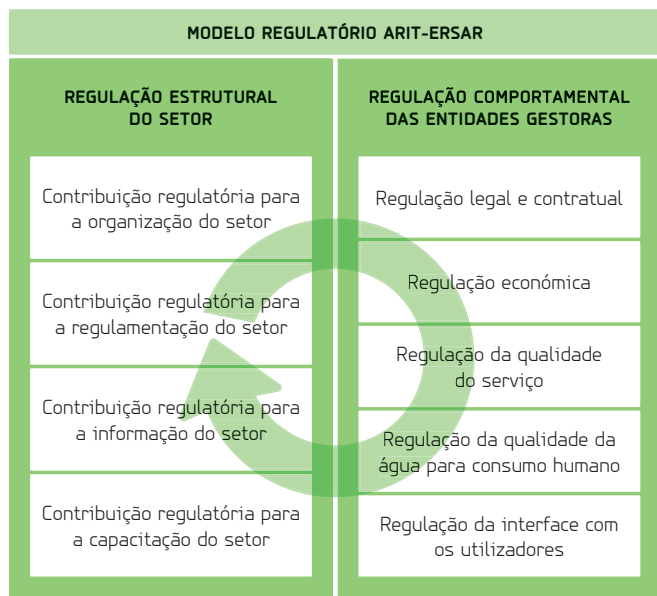 MODELO REGULATÓRIO ARIT-ERSAR
REGULAÇÃO ESTRUTURAL
DO SETOR
Contribuição regulatória para
a organização do setor
Contribuição regulatória para
a regulamentação do setor
Contribuição regulatória para
a informação do setor
Contribuição regulatória para
a capacitação do setor
REGULAÇÃO COMPORTAMENTAL
DAS ENTIDADES GESTORAS
Regulação legal e contratual
Regulação económica
Regulação da qualidade
do serviço
Regulação da qualidade da
água para consumo humano
Regulação da interface com
os utilizadores